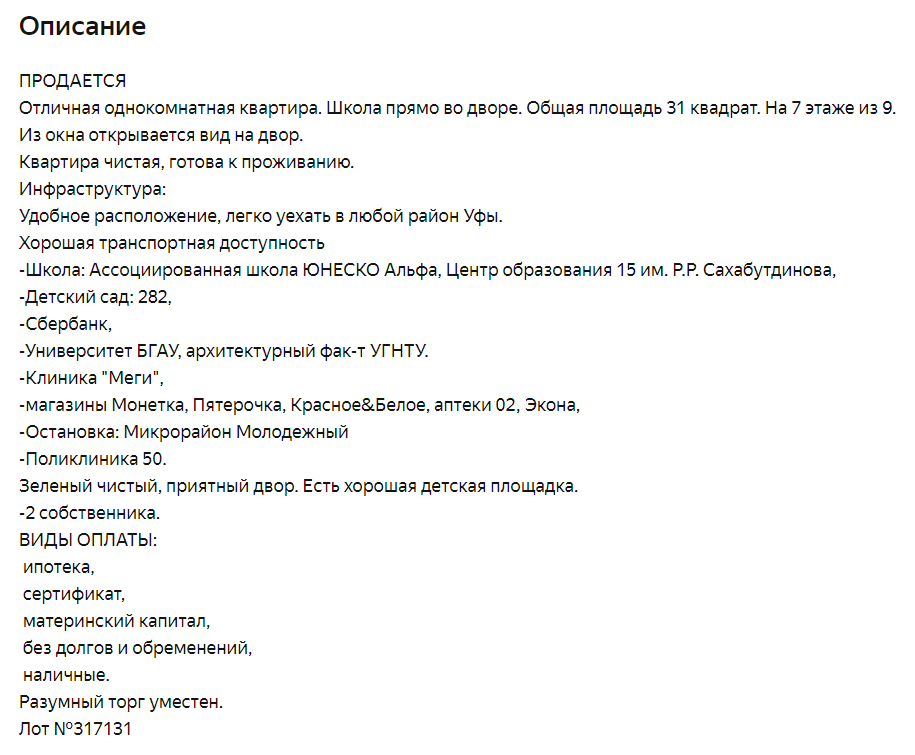 Описание
ПРОДАЕТСЯ
Отличная однокомнатная квартира. Школа прямо во дворе. Общая площадь 31 квадрат. На 7 этаже из 9.
Из окна открывается вид на двор.
Квартира чистая, готова к проживанию.
Инфраструктура:
Удобное расположение, легко уехать в любой район Уфы.
Хорошая транспортная доступность
-Школа: Ассоциированная школа ЮНЕСКО Альфа, Центр образования 15 им. Р.Р. Сахабутдинова,
-Детский сад: 282,
-Сбербанк,
-Университет БГАУ, архитектурный фак-т УГНТУ.
-Клиника "Меги",
-магазины Монетка, Пятерочка, Красное&Белое, аптеки 02, Экона,
-Остановка: Микрорайон Молодежный
-Поликлиника 50.
Зеленый чистый, приятный двор. Есть хорошая детская площадка.
-2 собственника.
ВИДЫ ОПЛАТЫ:
ипотека,
сертификат,
материнский капитал,
без долгов и обременений,
наличные.
Разумный торг уместен.
Лот №317131